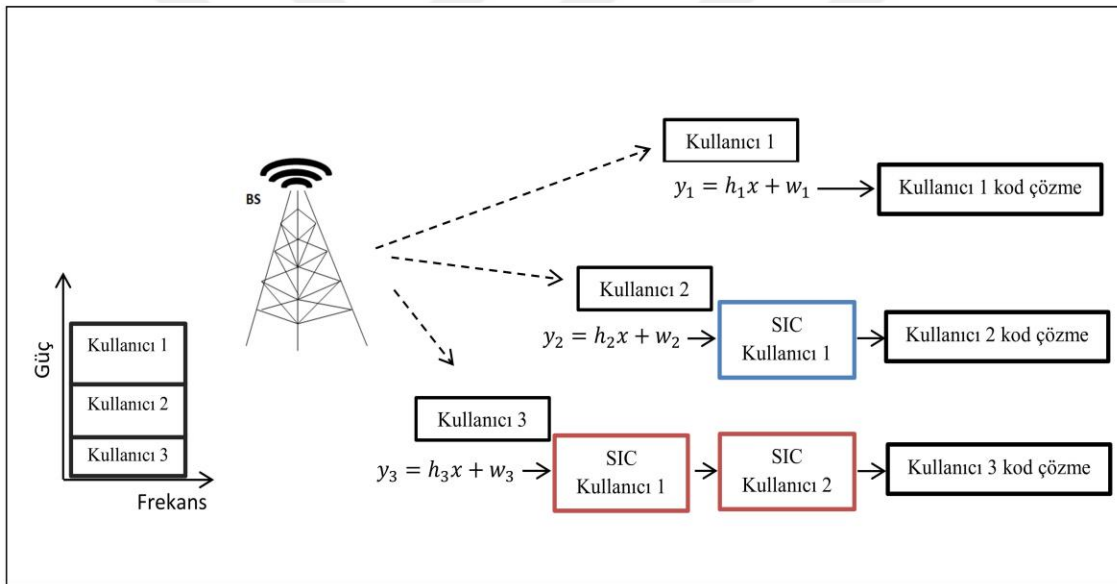 Kullanıcı 1
y₁ = h₁x + w₁
Kullanıcı 1 kod çözme
BS
Kullanıcı 2
y₂ = h₂x + w₂
SIC
Kullanıcı 1
Kullanıcı 2 kod çözme
Güç
Kullanıcı 1
Kullanıcı 2
Kullanıcı 3
Frekans
Kullanıcı 3
y₃ = h₃x + w₃
SIC
Kullanıcı 1
SIC
Kullanıcı 2
Kullanıcı 3 kod çözme